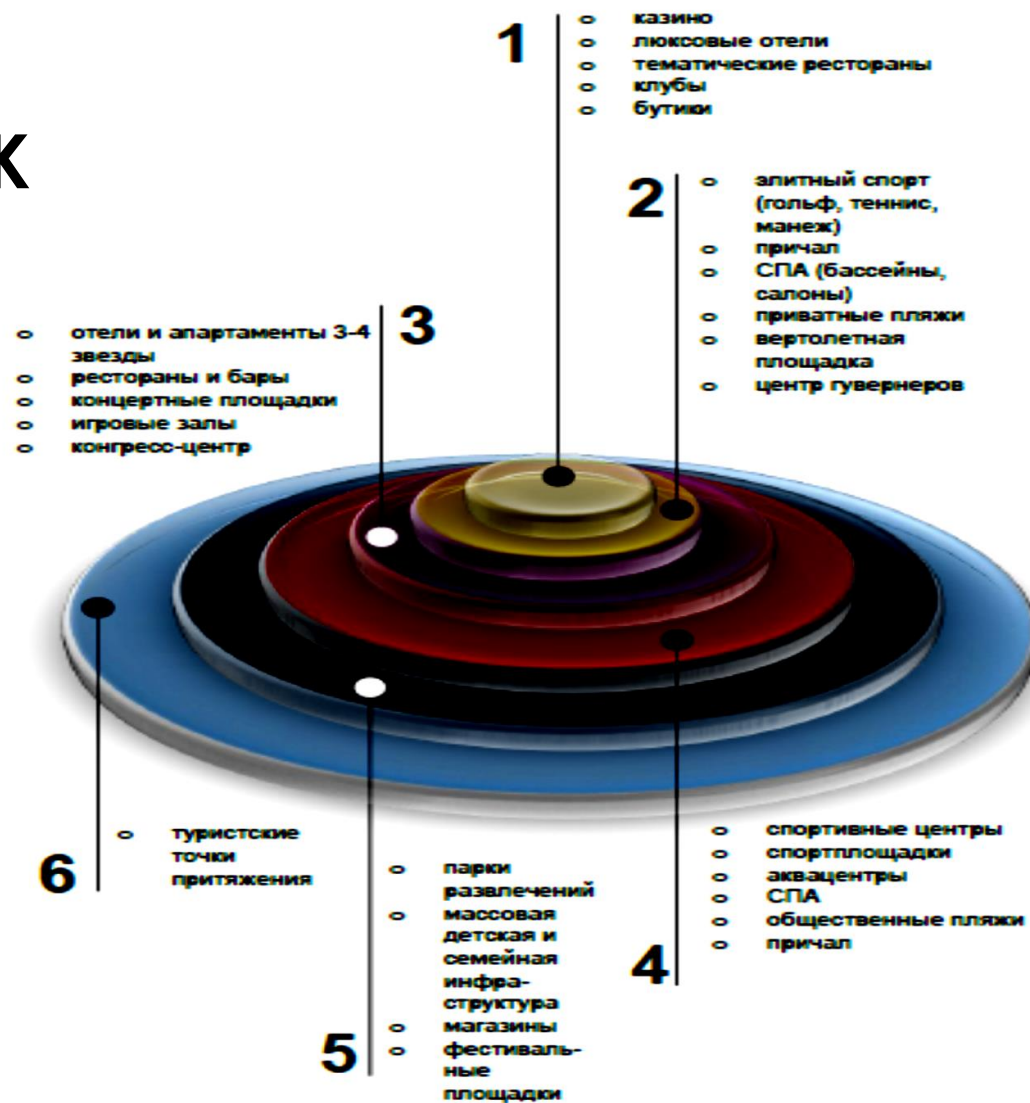 К
1
o казино
o люксовые отели
o тематические рестораны
o клубы
o бутики
2
o элитный спорт
(гольф, теннис,
манеж)
o причал
o СПА (бассейны,
салоны)
o приватные пляжи
o вертолетная
площадка
o центр гувернеров
3
o отели и апартаменты 3-4
звезды
o рестораны и бары
o концертные площадки
o игровые залы
o конгресс-центр
6
o туристские
точки
притяжения
5
o парки
развлечений
o массовая
детская и
семейная
инфра-
структура
o магазины
o фестиваль-
ные
площадки
4
o спортивные центры
o спортплощадки
o аквацентры
o СПА
o общественные пляжи
o причал